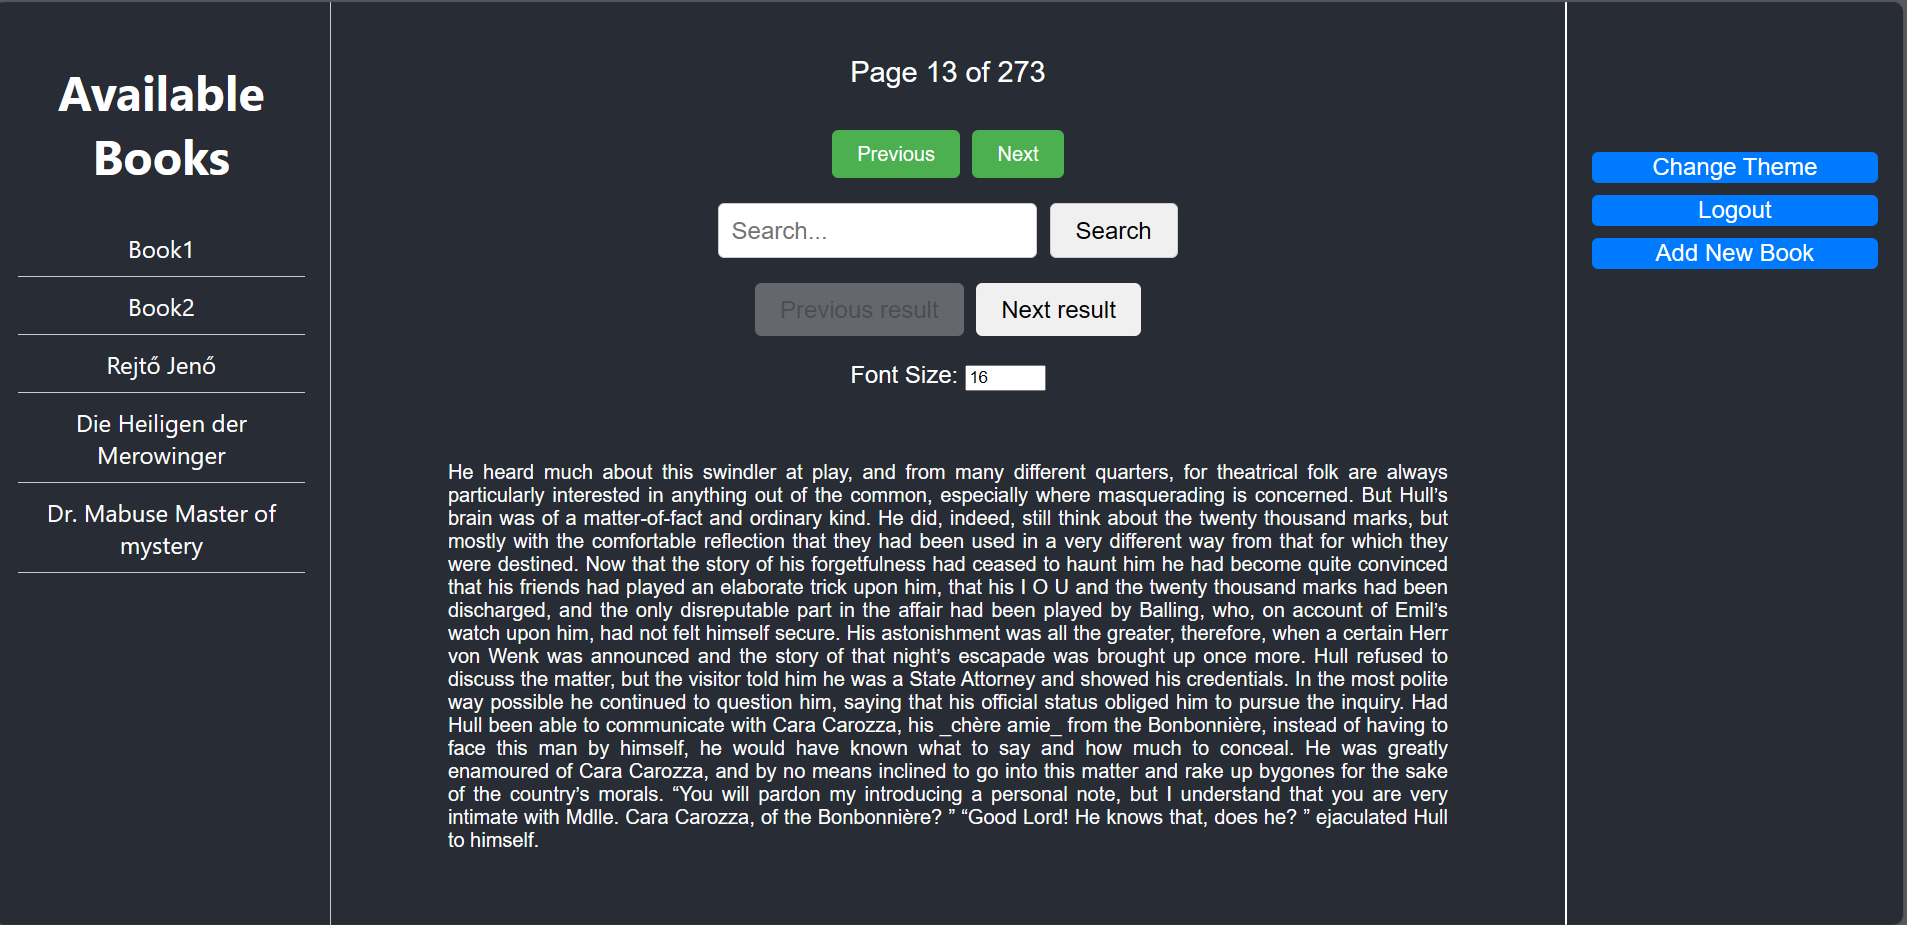 Available
Books
Book1
Book2
Rejtő Jenő
Die Heiligen der
Merowinger
Dr. Mabuse Master of
mystery
Page 13 of 273
Previous
Next
Search...
Search
Previous result
Next result
Font Size: 16
He heard much about this swindler at play, and from many different quarters, for theatrical folk are always
particularly interested in anything out of the common, especially where masquerading is concerned. But Hull’s
brain was of a matter-of-fact and ordinary kind. He did, indeed, still think about the twenty thousand marks, but
mostly with the comfortable reflection that they had been used in a very different way from that for which they
were destined. Now that the story of his forgetfulness had ceased to haunt him he had become quite convinced
that his friends had played an elaborate trick upon him, that his I O U and the twenty thousand marks had been
discharged, and the only disreputable part in the affair had been played by Balling, who, on account of Emil’s
watch upon him, had not felt himself secure. His astonishment was all the greater, therefore, when a certain Herr
von Wenk was announced and the story of that night’s escapade was brought up once more. Hull refused to
discuss the matter, but the visitor told him he was a State Attorney and showed his credentials. In the most polite
way possible he continued to question him, saying that his official status obliged him to pursue the inquiry. Had
Hull been able to communicate with Cara Carozza, his _chère amie_ from the Bonbonnière, instead of having to
face this man by himself, he would have known what to say and how much to conceal. He was greatly
enamoured of Cara Carozza, and by no means inclined to go into this matter and rake up bygones for the sake
of the country’s morals. “You will pardon my introducing a personal note, but I understand that you are very
intimate with Mdlle. Cara Carozza, of the Bonbonnière? ” “Good Lord! He knows that, does he? ” ejaculated Hull
to himself.
Change Theme
Logout
Add New Book